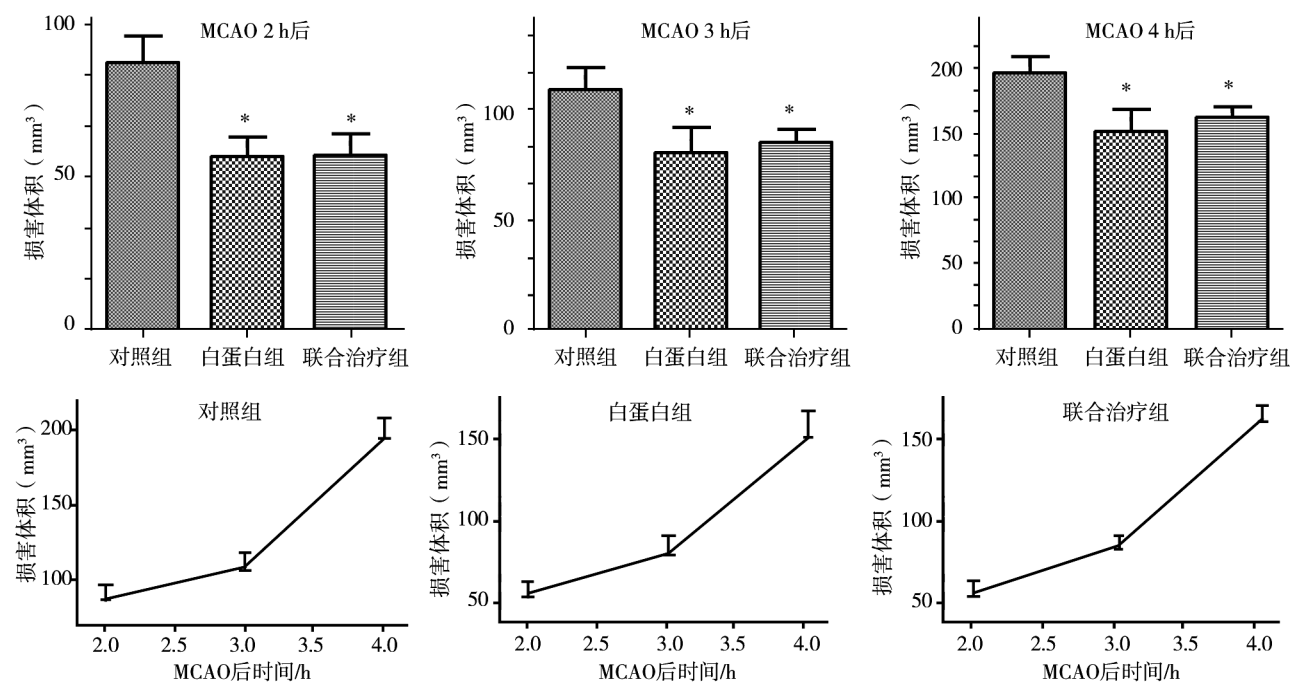 MCAO 2 h后
损害体积（mm³）
100
50
0
*
*
对照组
白蛋白组
联合治疗组
MCAO 3 h后
损害体积（mm³）
100
50
0
*
*
对照组
白蛋白组
联合治疗组
MCAO 4 h后
损害体积（mm³）
200
150
100
50
0
*
*
对照组
白蛋白组
联合治疗组
对照组
损害体积（mm³）
200
150
100
2.0 2.5 3.0 3.5 4.0
MCAO后时间/h
白蛋白组
损害体积（mm³）
150
100
50
2.0 2.5 3.0 3.5 4.0
MCAO后时间/h
联合治疗组
损害体积（mm³）
150
100
50
2.0 2.5 3.0 3.5 4.0
MCAO后时间/h